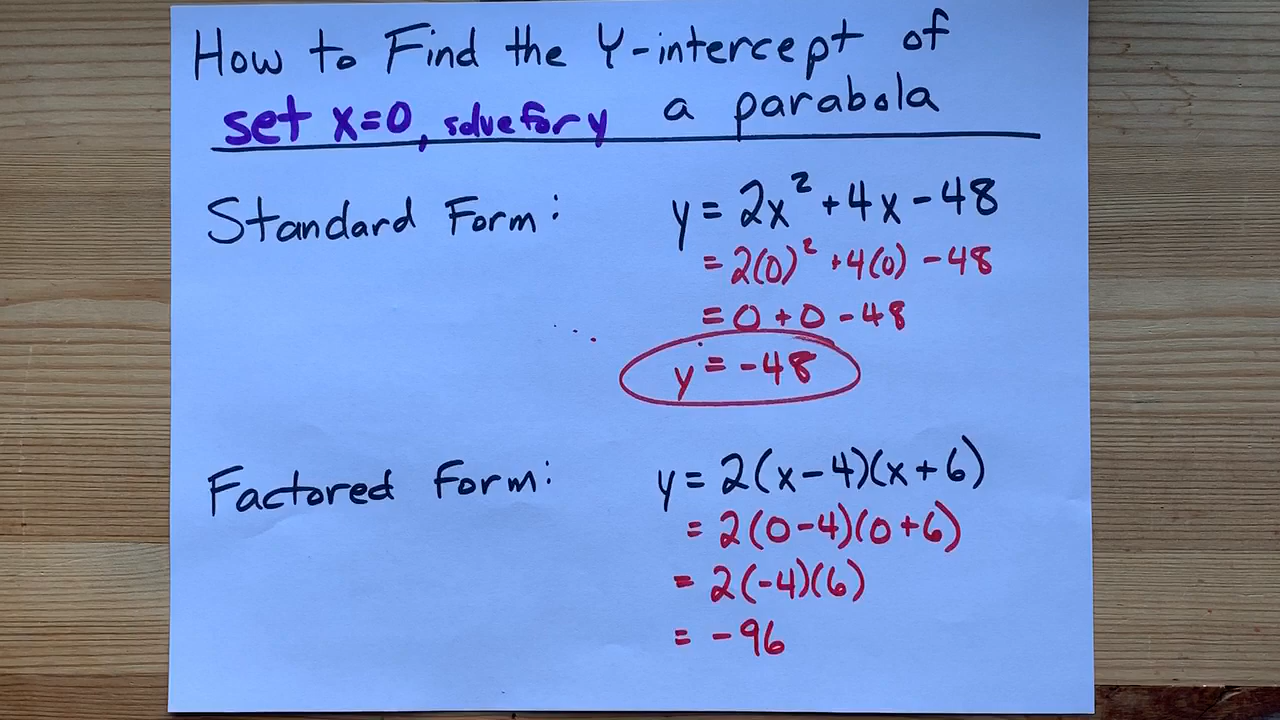 How to Find the Y-intercept of
set x=0, solve for y a parabola
Standard Form: y = 2x² + 4x - 48
= 2(0)² + 4(0) - 48
= 0 + 0 - 48
y = -48
Factored Form: y = 2(x-4)(x+6)
= 2(0-4)(0+6)
= 2(-4)(6)
= -96